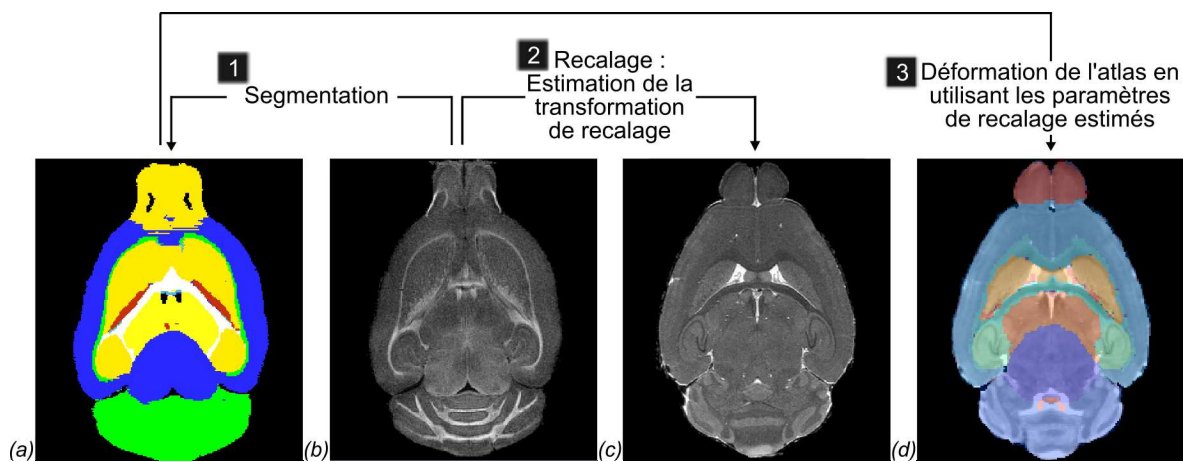 1
Segmentation
2 Recalage :
Estimation de la
transformation
de recalage
3 Déformation de l'atlas en
utilisant les paramètres
de recalage estimés
(a) (b) (c) (d)